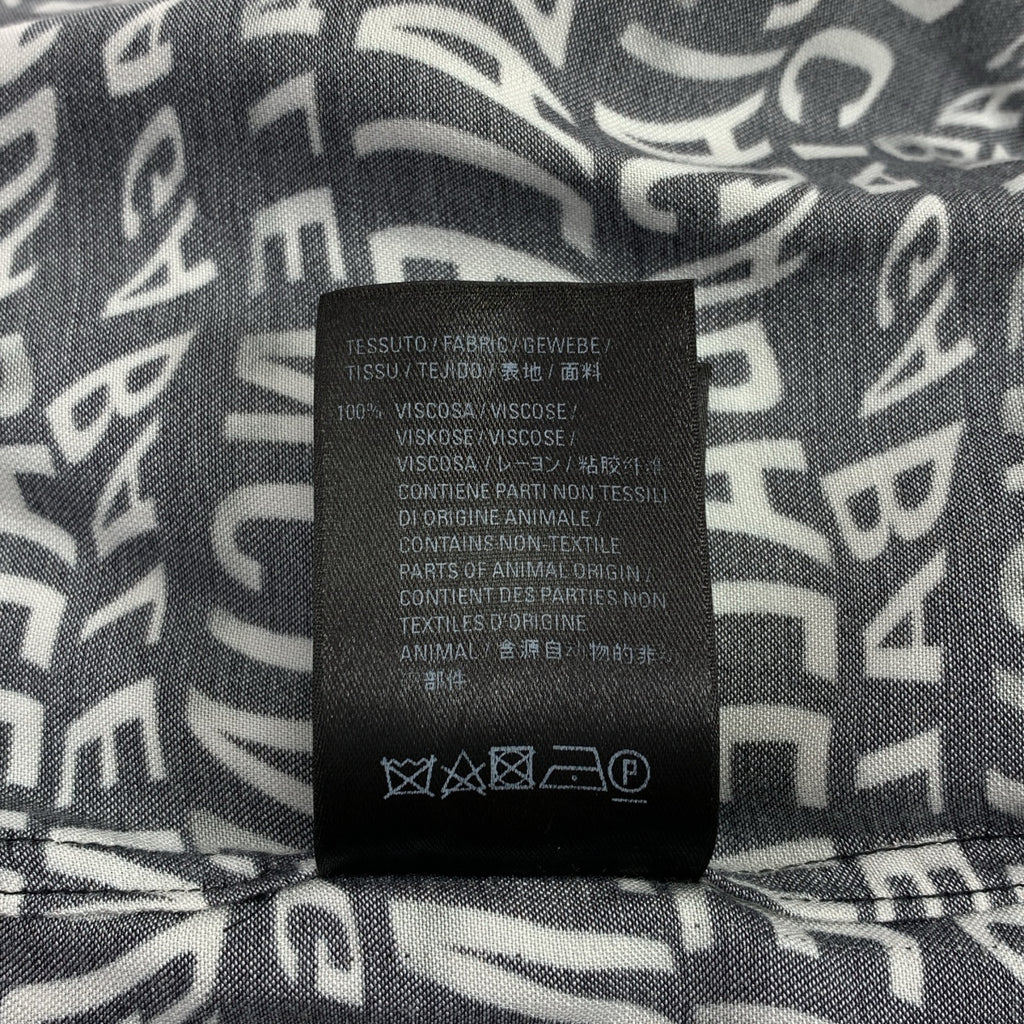 TESSUTO / FABRIC / GEWEBE /
TISSU / TEJIDO / 表地 / 面料
100% VISCOSA / VISCOSE /
VISKOSE / VISCOSE /
VISCOSA / レーヨン / 粘胶纤维
CONTIENE PARTI NON TESSILI
DI ORIGINE ANIMALE /
CONTAINS NON-TEXTILE
PARTS OF ANIMAL ORIGIN /
CONTIENT DES PARTIES NON
TEXTILES D'ORIGINE
ANIMAL / 含源自动物的非
部件
P